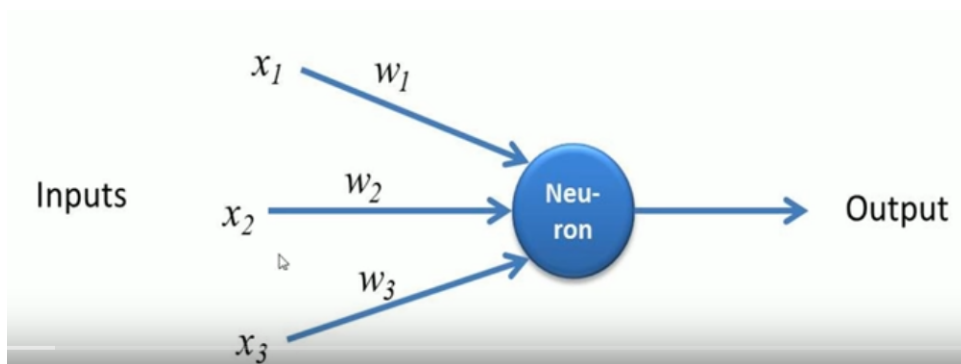 x1
w1
Inputs
x2
w2
Neu-
ron
Output
w3
x3